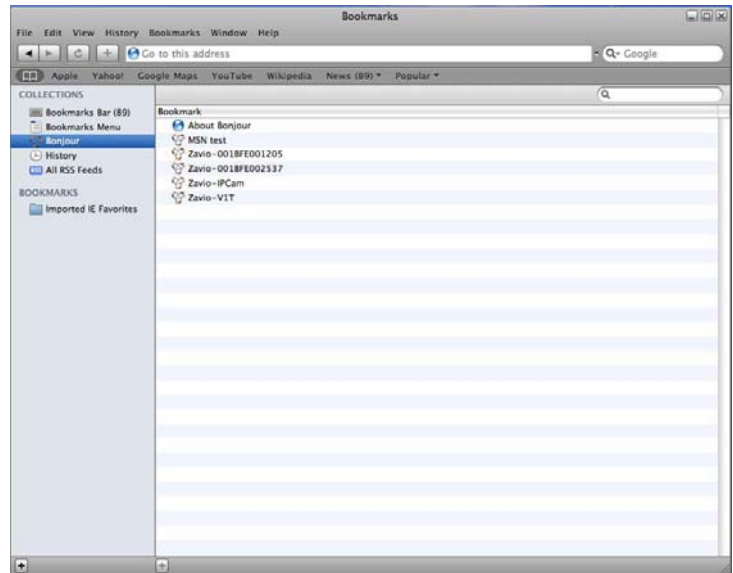 Bookmarks
File Edit View History Bookmarks Window Help
Go to this address
Google
Apple Yahoo! Google Maps YouTube Wikipedia News (89) Popular
COLLECTIONS
Bookmarks Bar (89)
Bookmarks Menu
Bonjour
History
All RSS Feeds
BOOKMARKS
Imported IE Favorites
Bookmark
About Bonjour
MSN test
Zavio-0018FE001205
Zavio-0018FE002537
Zavio-IPCam
Zavio-V1T